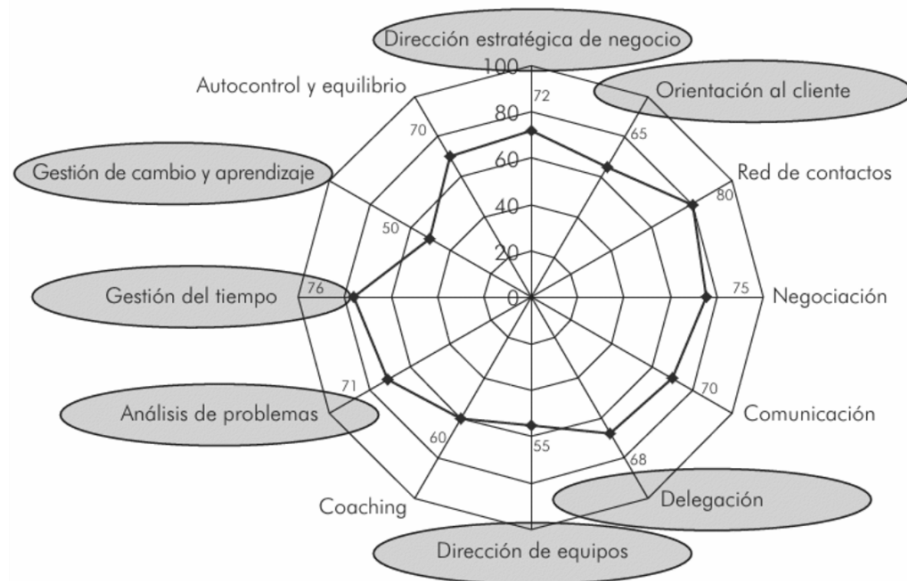 Dirección estratégica de negocio
100
Autocontrol y equilibrio
72
Orientación al cliente
80
70
65
Gestión de cambio y aprendizaje
60
Red de contactos
80
50
40
20
Gestión del tiempo
76
0
75
Negociación
71
70
Análisis de problemas
Comunicación
60
55
68
Coaching
Delegación
Dirección de equipos